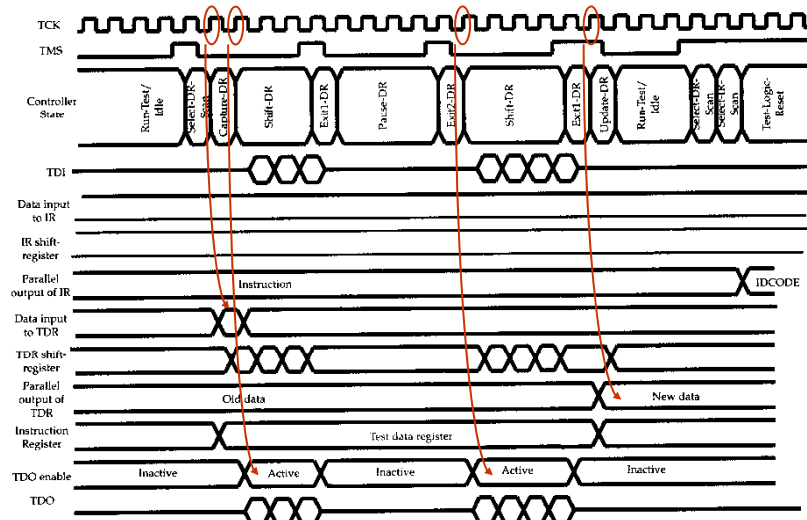 TCK
TMS
Controller
State
Run-Test/
Idle
Select-DR-
Scan
Capture-DR
Shift-DR
Exit1-DR
Pause-DR
Exit2-DR
Shift-DR
Exit1-DR
Update-DR
Run-Test/
Idle
Select-DR-
Scan
Select-IR-
Scan
Test-Logic-
Reset
TDI
Data input
to IR
IR shift-
register
Parallel
output of IR
Instruction
IDCODE
Data input
to TDR
TDR shift-
register
Parallel
output of
TDR
Old data
New data
Instruction
Register
Test data register
TDO enable
Inactive
Active
Inactive
Active
Inactive
TDO